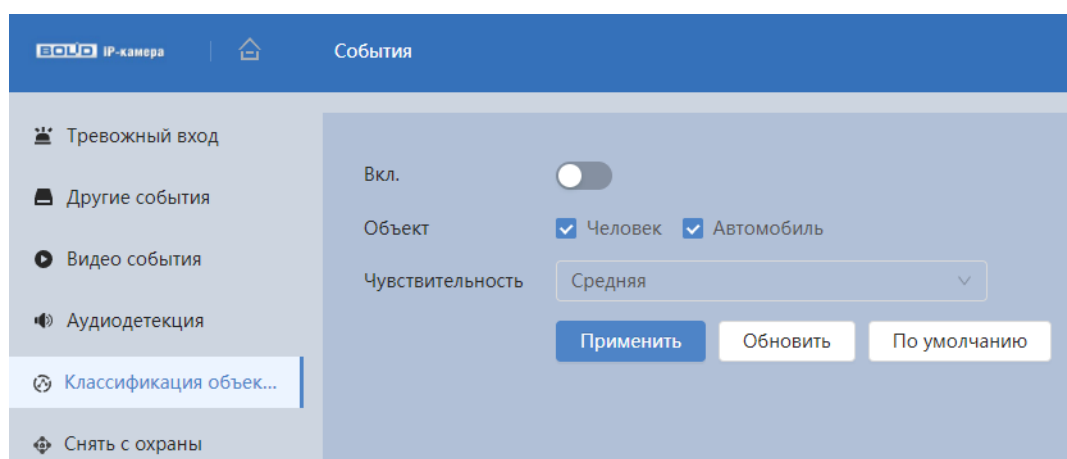 BOLID IP-камера
События
Тревожный вход
Другие события
Видео события
Аудиодетекция
Классификация объек...
Снять с охраны
Вкл.
Объект Человек Автомобиль
Чувствительность Средняя
Применить Обновить По умолчанию